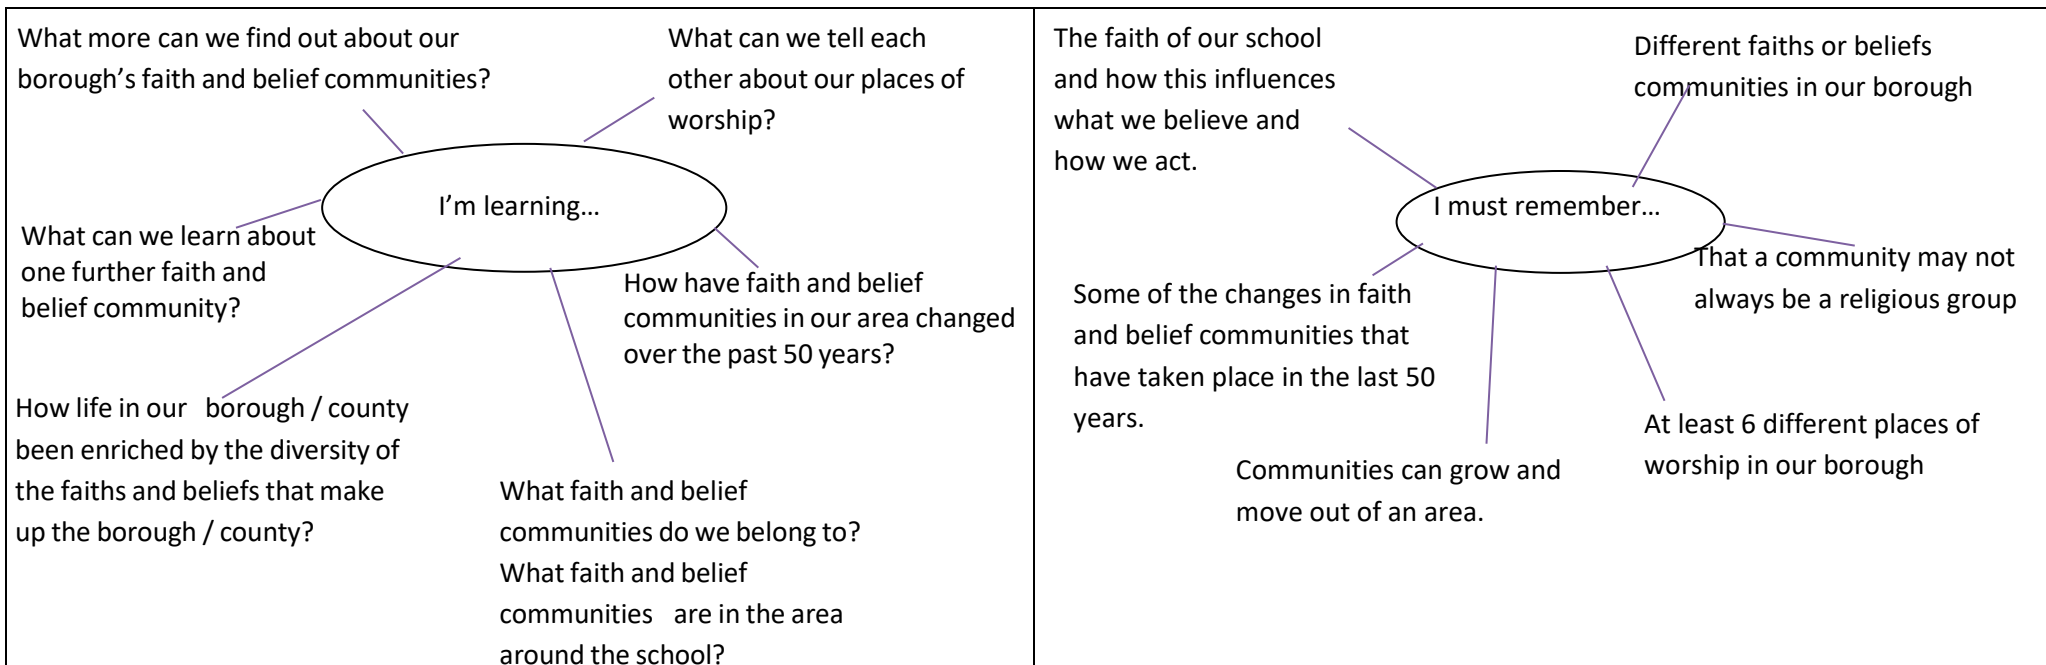 What more can we find out about our
borough's faith and belief communities?
What can we tell each
other about our places of
worship?
I'm learning...
What can we learn about
one further faith and
belief community?
How have faith and belief
communities in our area changed
over the past 50 years?
How life in our borough / county
been enriched by the diversity of
the faiths and beliefs that make
up the borough / county?
What faith and belief
communities do we belong to?
What faith and belief
communities are in the area
around the school?
The faith of our school
and how this influences
what we believe and
how we act.
Different faiths or beliefs
communities in our borough
I must remember...
That a community may not
always be a religious group
Some of the changes in faith
and belief communities that
have taken place in the last 50
years.
At least 6 different places of
worship in our borough
Communities can grow and
move out of an area.